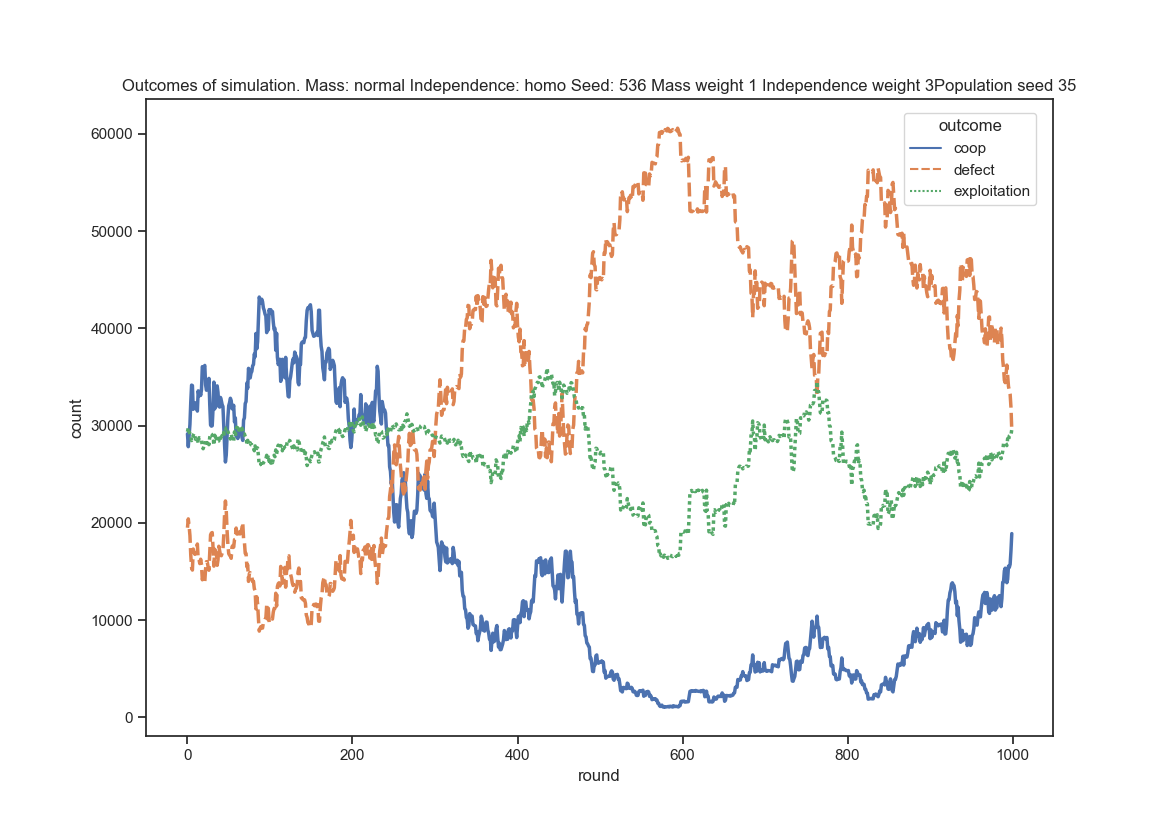 Outcomes of simulation. Mass: normal Independence: homo Seed: 536 Mass weight 1 Independence weight 3Population seed 35
outcome
coop
defect
exploitation
60000
50000
40000
30000
20000
10000
0
count
0 200 400 600 800 1000
round